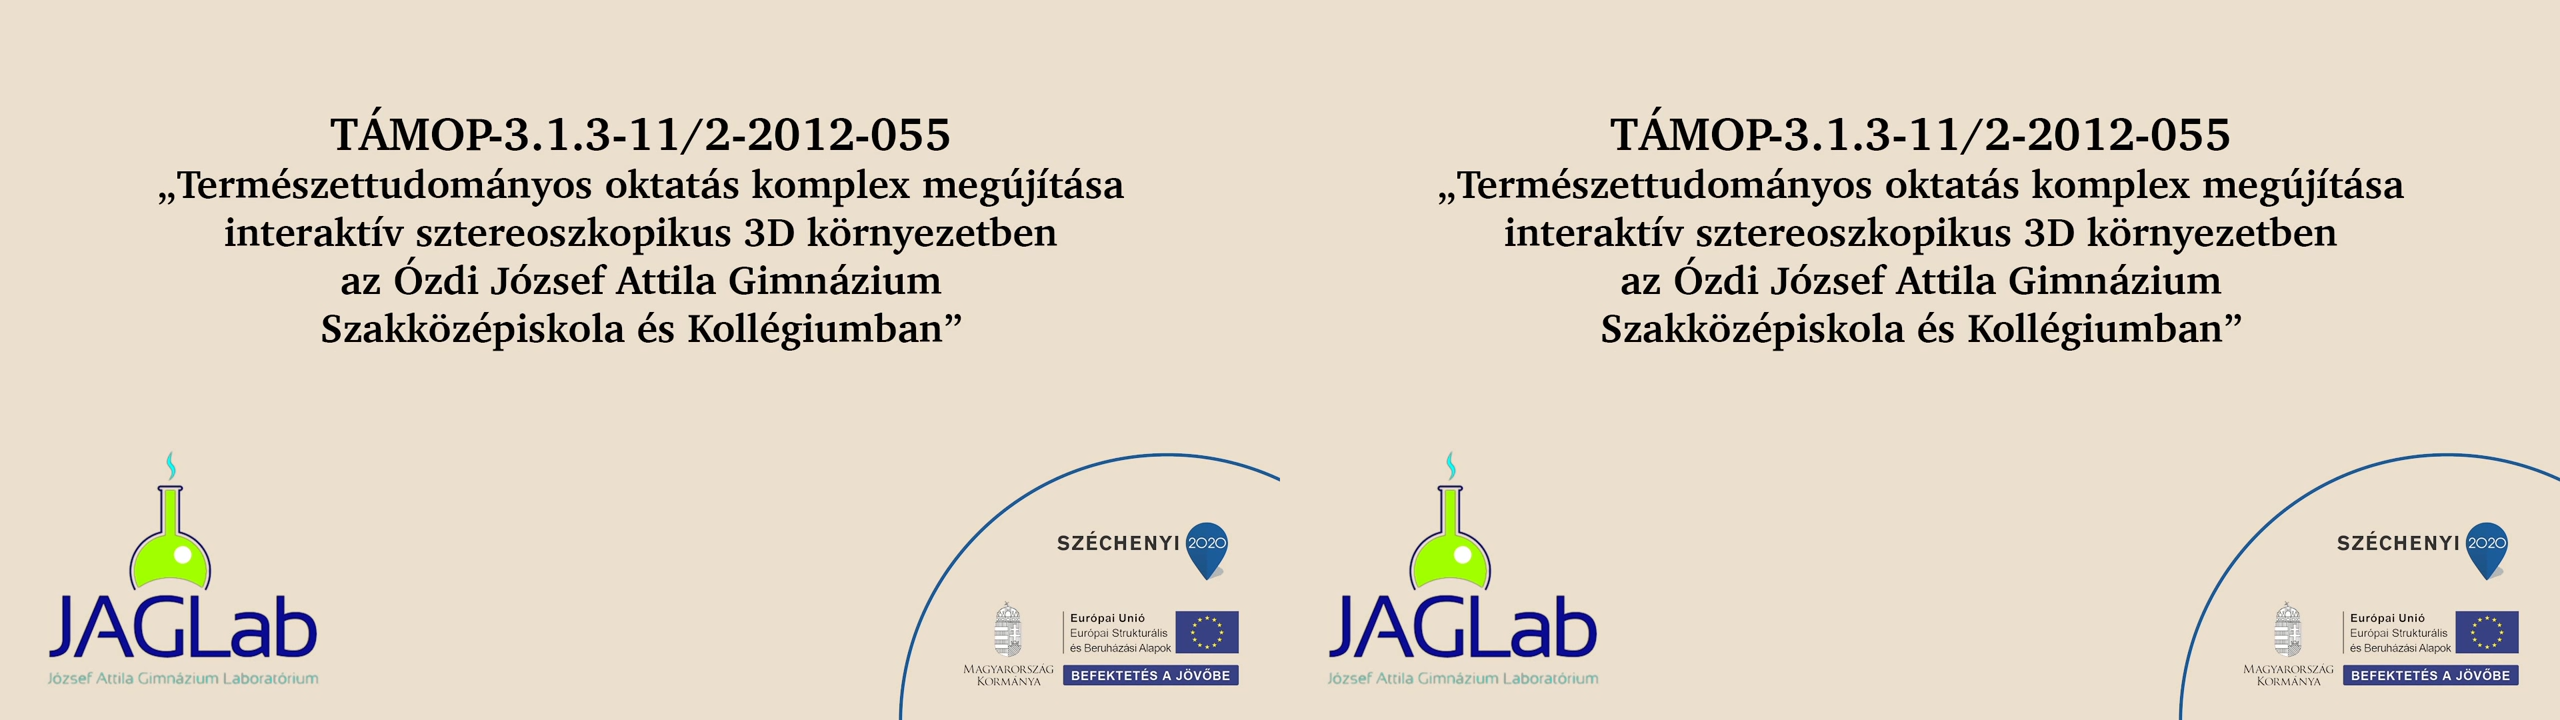 TÁMOP-3.1.3-11/2-2012-055
„Természettudományos oktatás komplex megújítása
interaktív sztereoszkopikus 3D környezetben
az Ózdi József Attila Gimnázium
Szakközépiskola és Kollégiumban”
JAGLab
József Attila Gimnázium Laboratórium
SZÉCHENYI 2020
MAGYARORSZÁG
KORMÁNYA
Európai Unió
Európai Strukturális
és Beruházási Alapok
BEFEKTETÉS A JÖVŐBE
TÁMOP-3.1.3-11/2-2012-055
„Természettudományos oktatás komplex megújítása
interaktív sztereoszkopikus 3D környezetben
az Ózdi József Attila Gimnázium
Szakközépiskola és Kollégiumban”
JAGLab
József Attila Gimnázium Laboratórium
SZÉCHENYI 2020
MAGYARORSZÁG
KORMÁNYA
Európai Unió
Európai Strukturális
és Beruházási Alapok
BEFEKTETÉS A JÖVŐBE